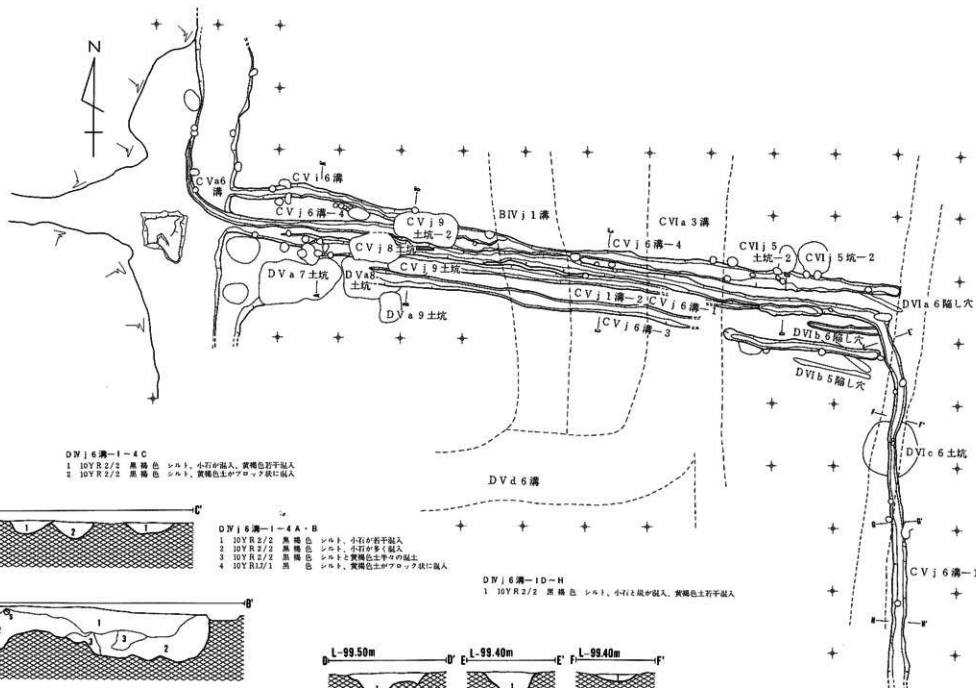 N
CVa6
溝
CVi6溝
CVj6溝-4
CVj9
土坑-2
BIVj1溝
CVIa3溝
CVj6溝-4
CVIj5
土坑-2
CVIj5坑-2
CVj8土坑
DVa7土坑
DVa8
土坑
CVj9土坑
DVa9土坑
CVj1溝-2
CVj6溝-1
CVj6溝-3
DVIa6陥し穴
DVIb6陥し穴
DVIb5陥し穴
F
F'
DVIc6土坑
DVd6溝
G
G'
CVj6溝-1
H
H'
DⅣj6溝-1~4C
1 10YR2/2 黒褐色 シルト、小石が混入、黄褐色若干混入
2 10YR2/2 黒褐色 シルト、黄褐色土がブロック状に混入
C'
1
2
1
DⅣj6溝-1~4A・B
1 10YR2/2 黒褐色 シルト、小石が若干混入
2 10YR2/2 黒褐色 シルト、小石が多く混入
3 10YR2/2 黒褐色 シルトと黄褐色土半々の混土
4 10YR1.7/1 黒色 シルト、黄褐色土がブロック状に混入
DⅣj6溝-1D~H
1 10YR2/2 黒褐色 シルト、小石と炭が混入、黄褐色土若干混入
B'
S
1
2
3
3
2
D L-99.50m D' E L-99.40m E' F L-99.40m F'
1
1
1